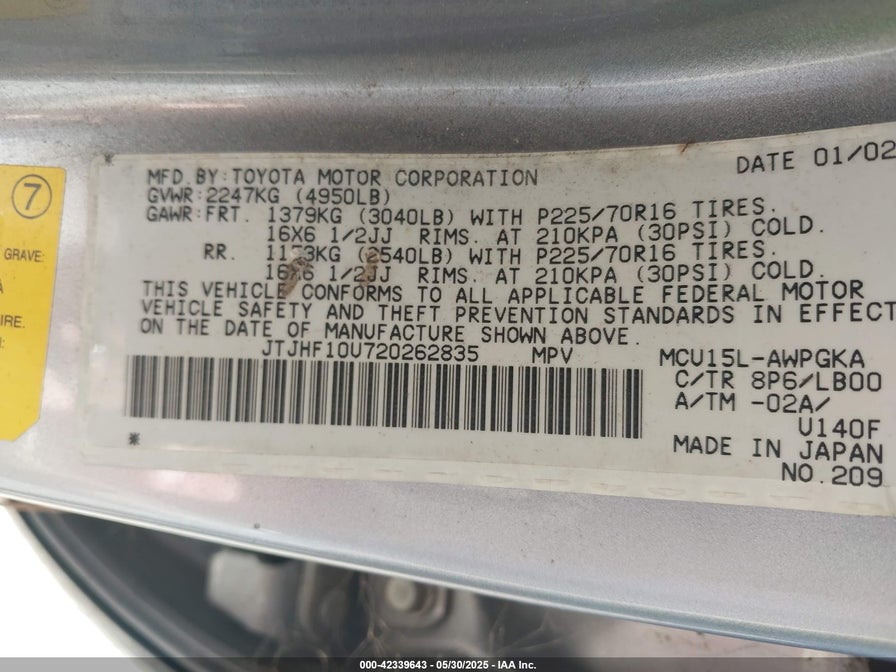 7
GRAVE:
IRE.
DATE 01/02
MFD.BY:TOYOTA MOTOR CORPORATION
GVWR:2247KG (4950LB)
GAWR:FRT. 1379KG (3040LB) WITH P225/70R16 TIRES.
16X6 1/2JJ RIMS. AT 210KPA (30PSI) COLD.
RR. (2540LB) WITH P225/70R16 TIRES.
16X6 1/2JJ RIMS. AT 210KPA (30PSI) COLD.
THIS VEHICLE CONFORMS TO ALL APPLICABLE FEDERAL MOTOR
VEHICLE SAFETY AND THEFT PREVENTION STANDARDS IN EFFECT
ON THE DATE OF MANUFACTURE SHOWN ABOVE.
JTJHF10U720262835 MPV MCU15L-AWPGKA
C/TR 8P6/LB00
A/TM -02A/
U140F
* MADE IN JAPAN
NO.209
000-42339643 — 05/30/2025 — IAA Inc.